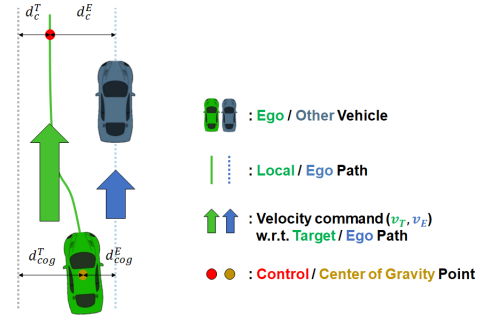 d_c^T d_c^E
: Ego / Other Vehicle
: Local / Ego Path
: Velocity command (v_T, v_E)
w.r.t. Target / Ego Path
d_cog^T d_cog^E
: Control / Center of Gravity Point